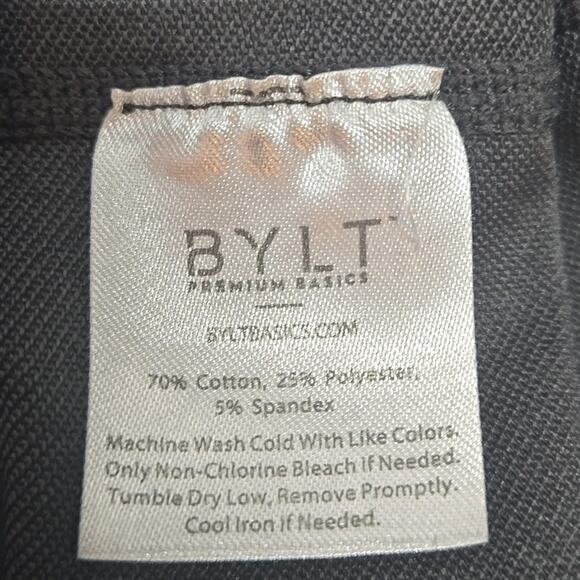 BYLT
PREMIUM BASICS
BYLTBASICS.COM
70% Cotton, 25% Polyester,
5% Spandex
Machine Wash Cold With Like Colors.
Only Non-Chlorine Bleach if Needed.
Tumble Dry Low, Remove Promptly.
Cool Iron if Needed.